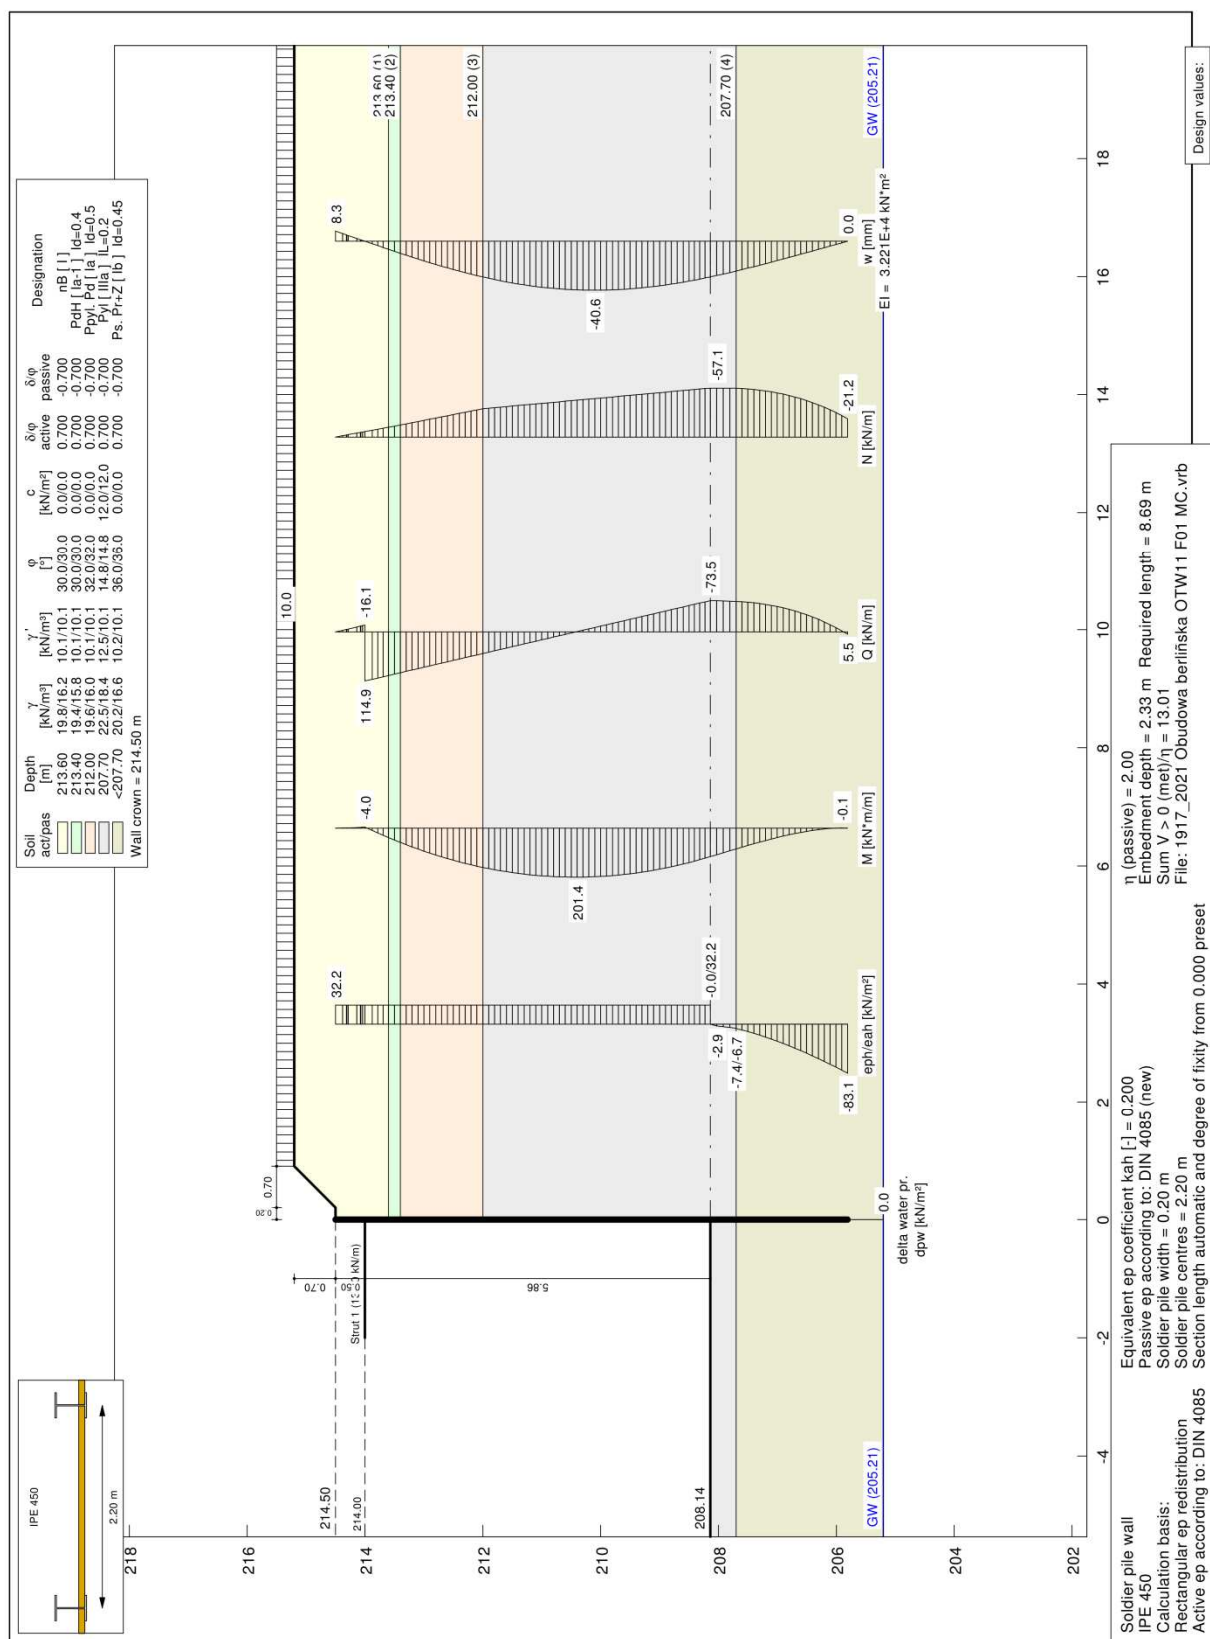 IPE 450
2.20 m
Soil
act/pas
Depth
[m]
γ
[kN/m³]
γ'
[kN/m³]
φ
[°]
c
[kN/m²]
δ/φ
active
δ/φ
passive
Designation
213.60 19.8/16.2 10.1/10.1 30.0/30.0 0.0/0.0 0.700 -0.700 nB [ I ]
213.40 19.4/15.8 10.1/10.1 30.0/30.0 0.0/0.0 0.700 -0.700 PdH [ Ia-1 ] Id=0.4
212.00 19.6/16.0 10.1/10.1 32.0/32.0 0.0/0.0 0.700 -0.700 Ppyl. Pd [ Ia ] Id=0.5
207.70 22.5/18.4 12.5/10.1 14.8/14.8 12.0/12.0 0.700 -0.700 Pyl [ IIIa ] IL=0.2
<207.70 20.2/16.6 10.2/10.1 36.0/36.0 0.0/0.0 0.700 -0.700 Ps. Pr+Z [ Ib ] Id=0.45
Wall crown = 214.50 m
218
216
214
212
210
208
206
204
202
-4
-2
0
2
4
6
8
10
12
14
16
18
214.50
214.00
208.14
GW (205.21)
0.70
0.50
5.86
0.20
0.70
10.0
delta water pr.
dpw [kN/m²]
0.0
32.2
-0.0/32.2
-2.9
-7.4/-6.7
-83.1
eph/eah [kN/m²]
-4.0
201.4
-0.1
M [kN*m/m]
-16.1
114.9
-73.5
5.5
Q [kN/m]
-57.1
-21.2
N [kN/m]
8.3
-40.6
0.0
w [mm]
EI = 3.221E+4 kN*m²
213.60 (1)
213.40 (2)
212.00 (3)
207.70 (4)
GW (205.21)
Soldier pile wall
IPE 450
Calculation basis:
Rectangular ep redistribution
Active ep according to: DIN 4085
Equivalent ep coefficient kah [-] = 0.200
Passive ep according to: DIN 4085 (new)
Soldier pile width = 0.20 m
Soldier pile centres = 2.20 m
Section length automatic and degree of fixity from 0.000 preset
η (passive) = 2.00
Embedment depth = 2.33 m Required length = 8.69 m
Sum V > 0 (met)/η = 13.01
File: 1917_2021 Obudowa berlińska OTW11 F01 MC.vrb
Design values:
Strut 1
kN/m)